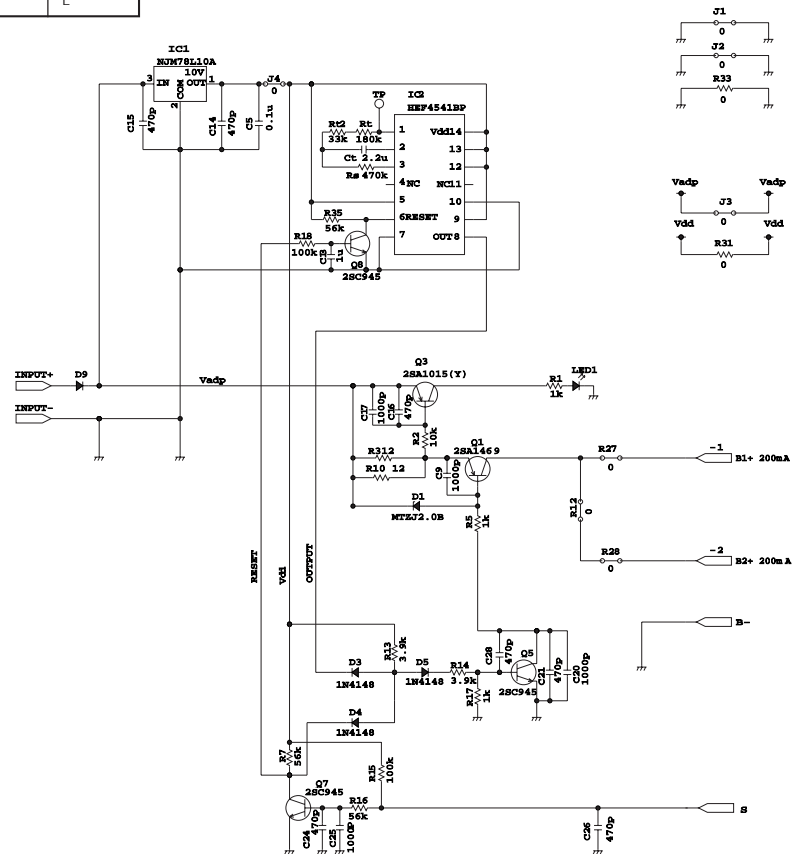 E
J1
0
J2
0
R33
0
IC1
NJM78L10A
10V
3 IN OUT 1
COM
2
J4
0
C15 470p
C14 470p
C5 0.1u
TP
IC2
HEF4541BP
Rt2 Rt
33k 180k
Ct 2.2u
Rs 470k
1 Vdd14
2 13
3 12
4 NC NC11
5 10
6RESET 9
7 OUT8
R35
56k
R18
100k
C13 1u
Q8
2SC945
Vadp Vadp
J3
0
Vdd Vdd
R31
0
INPUT+ D9
Vadp
INPUT-
Q3
2SA1015(Y)
R1
1k
LED1
C17 1000p
C16 470p
R2 10k
Q1
2SA1469
R312
R10 12
C9 1000p
D1
MTZJ2.0B
R5 1k
R27
0
-1
B1+ 200mA
R12 0
R28
0
-2
B2+ 200mA
RESET
Vdd
OUTPUT
B-
R13 3.9k
D3
1N4148
D5
1N4148
R14
3.9k
R17 1k
C28 470p
Q5
2SC945
C21 470p
C20 1000p
D4
1N4148
R7 56k
R15 100k
Q7
2SC945
R16
56k
C24 470p
C25 1000P
C26 470p
S